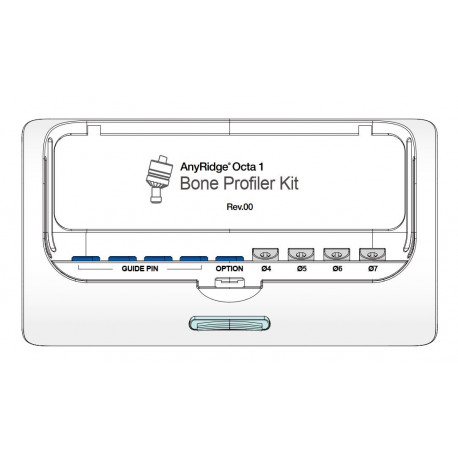 AnyRidge® Octa 1
Bone Profiler Kit
Rev.00
GUIDE PIN OPTION Ø4 Ø5 Ø6 Ø7